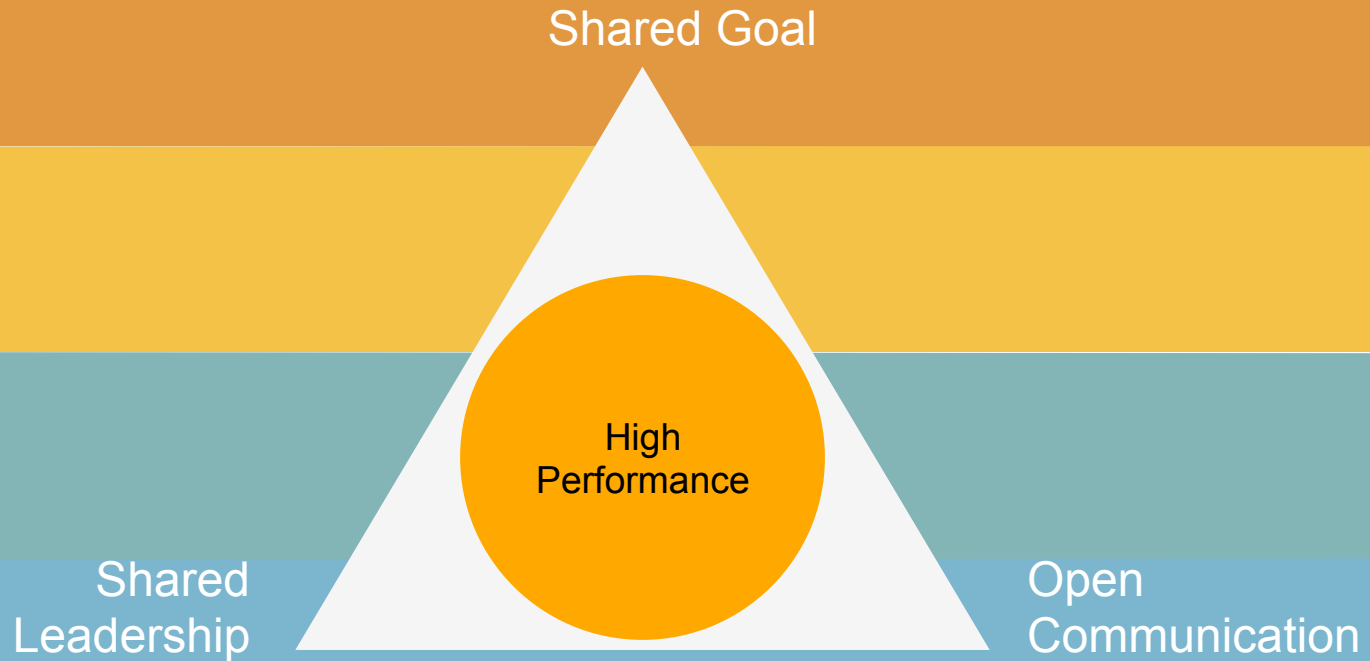 Shared Goal
High
Performance
Shared
Leadership
Open
Communication